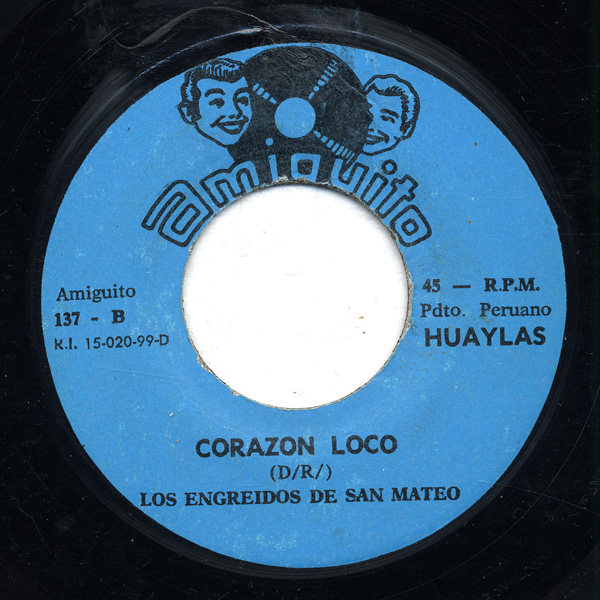 Amiguito
Amiguito
137 - B
R.I. 15-020-99-D
45 — R.P.M.
Pdto. Peruano
HUAYLAS
CORAZON LOCO
(D/R/)
LOS ENGREIDOS DE SAN MATEO